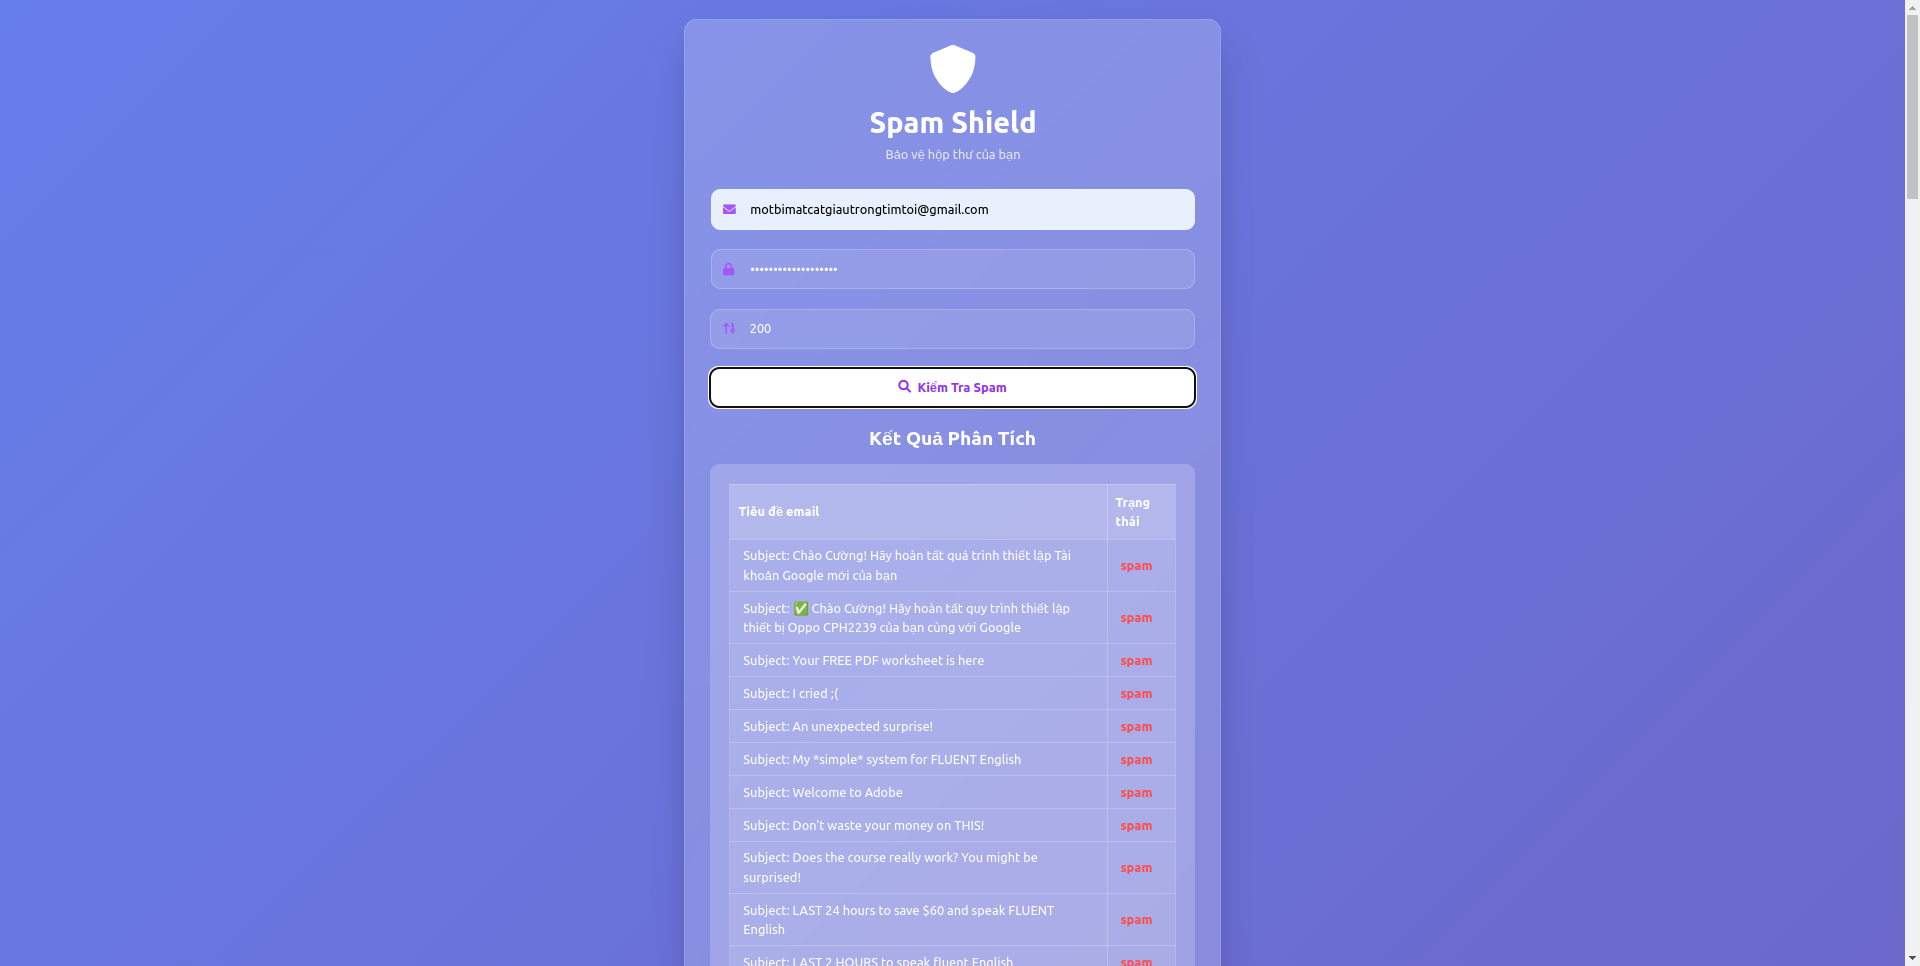 Spam Shield
Bảo vệ hộp thư của bạn
motbimatcatgiautrongtimtoi@gmail.com
•••••••••••••••••••
200
Kiểm Tra Spam
Kết Quả Phân Tích
Tiêu đề email
Trạng
thái
Subject: Chào Cường! Hãy hoàn tất quá trình thiết lập Tài
khoản Google mới của bạn
spam
Subject: ✅ Chào Cường! Hãy hoàn tất quy trình thiết lập
thiết bị Oppo CPH2239 của bạn cùng với Google
spam
Subject: Your FREE PDF worksheet is here
spam
Subject: I cried ;(
spam
Subject: An unexpected surprise!
spam
Subject: My *simple* system for FLUENT English
spam
Subject: Welcome to Adobe
spam
Subject: Don't waste your money on THIS!
spam
Subject: Does the course really work? You might be
surprised!
spam
Subject: LAST 24 hours to save $60 and speak FLUENT
English
spam
Subject: LAST 2 HOURS to speak fluent English
spam